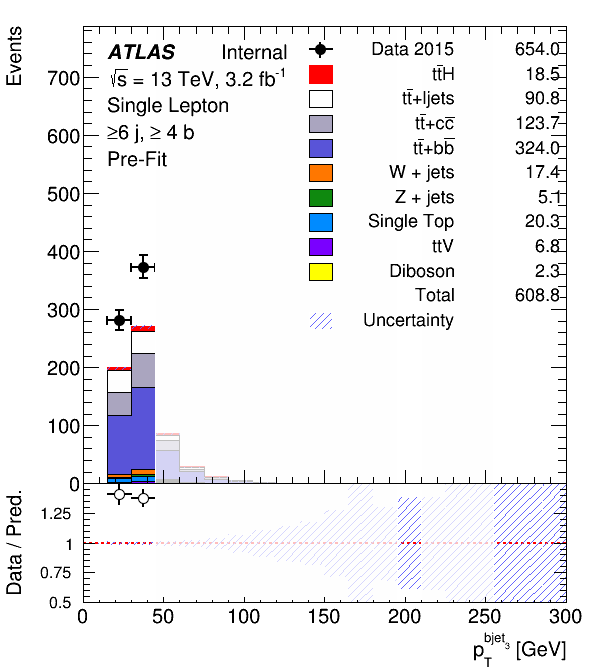 Events
ATLAS Internal
√s = 13 TeV, 3.2 fb⁻¹
Single Lepton
≥6 j, ≥ 4 b
Pre-Fit
Data 2015 654.0
tt̄H 18.5
tt̄+ljets 90.8
tt̄+cc̄ 123.7
tt̄+bb̄ 324.0
W + jets 17.4
Z + jets 5.1
Single Top 20.3
ttV 6.8
Diboson 2.3
Total 608.8
Uncertainty
700
600
500
400
300
200
100
0
Data / Pred.
1.25
1
0.75
0.5
0 50 100 150 200 250 300
p_T^bjet₃ [GeV]